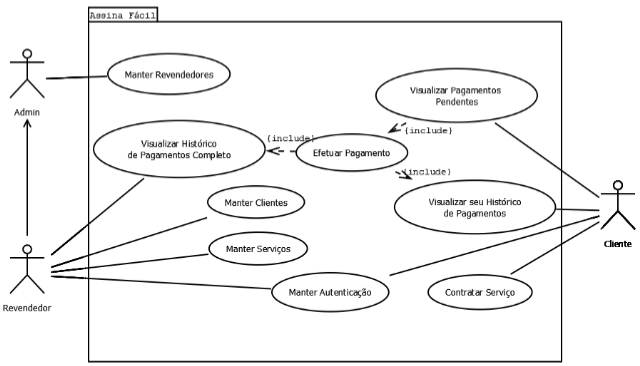 Assina Fácil
Manter Revendedores
Admin
Visualizar Pagamentos
Pendentes
Visualizar Histórico
de Pagamentos Completo
{include}
Efetuar Pagamento
{include}
{include}
Manter Clientes
Visualizar seu Histórico
de Pagamentos
Manter Serviços
Cliente
Revendedor
Manter Autenticação
Contratar Serviço